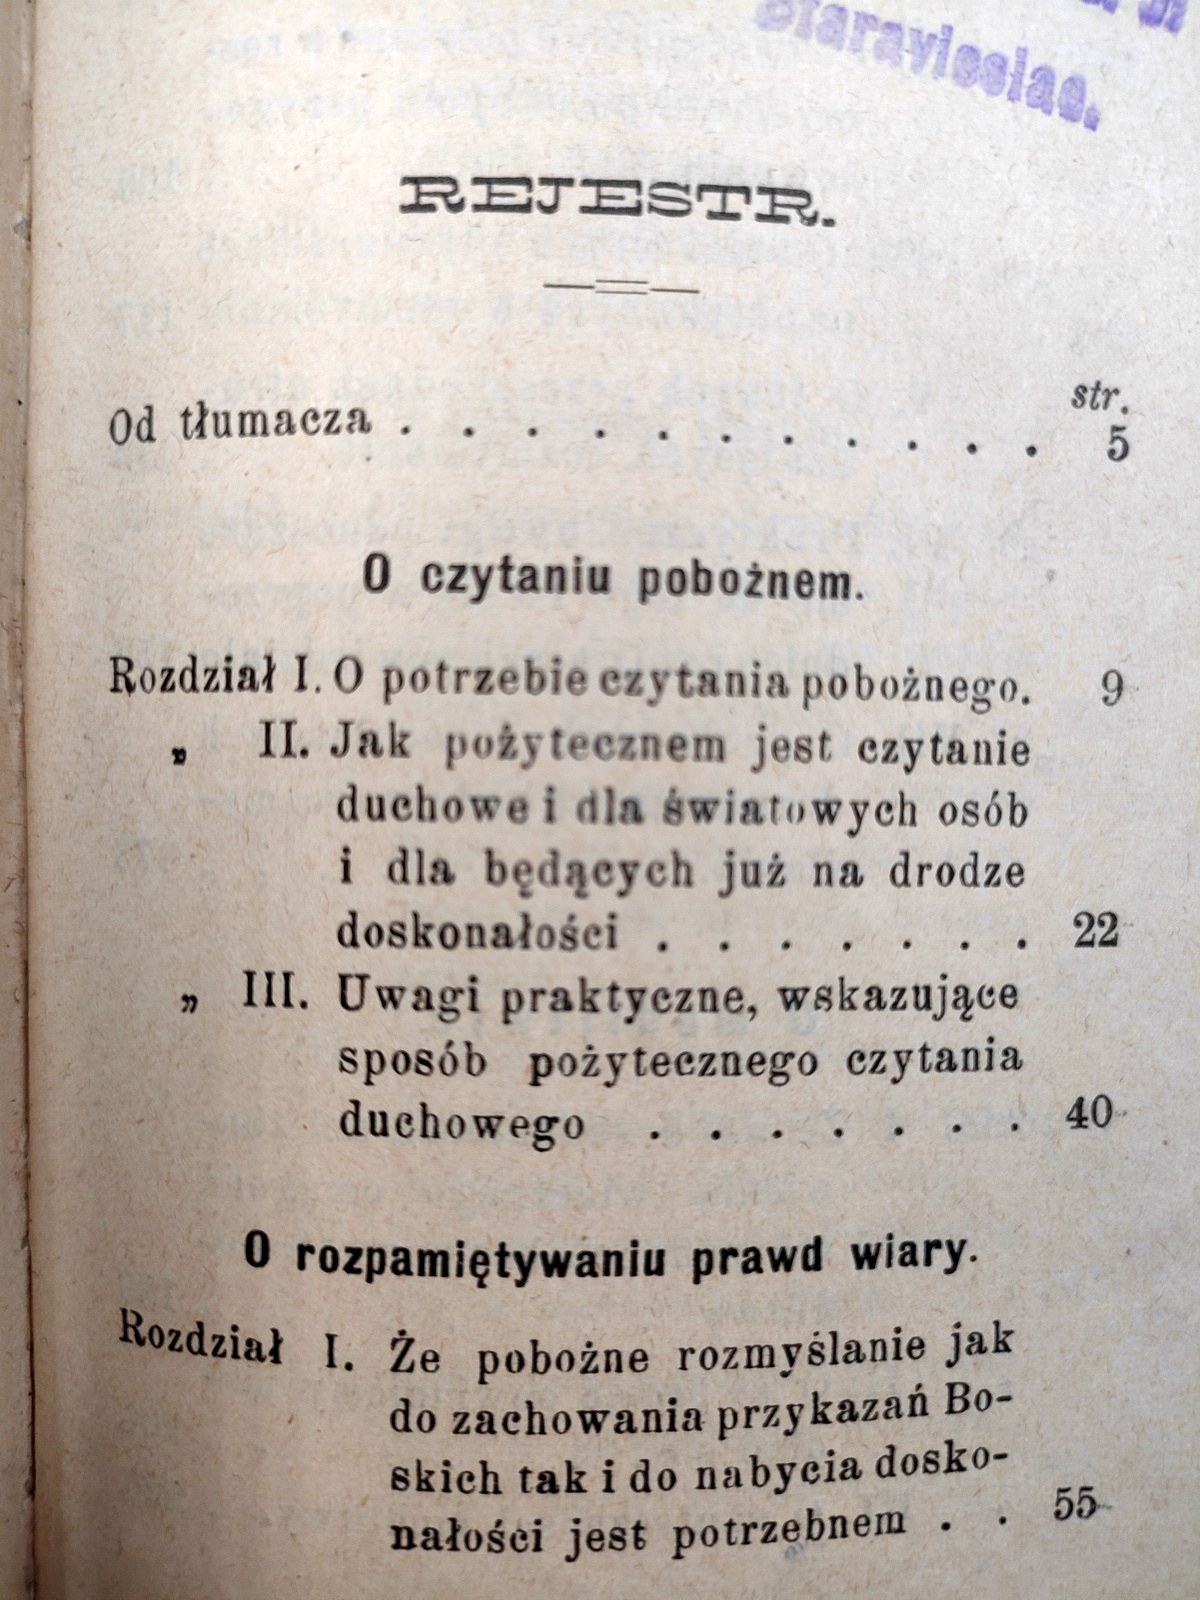 Staraviesiae.
REJESTR.
str.
Od tłumacza . . . . . . . . . . . 5
O czytaniu pobożnem.
Rozdział I. O potrzebie czytania pobożnego. 9
„ II. Jak pożytecznem jest czytanie
duchowe i dla światowych osób
i dla będących już na drodze
doskonałości . . . . . . . 22
„ III. Uwagi praktyczne, wskazujące
sposób pożytecznego czytania
duchowego . . . . . . . 40
O rozpamiętywaniu prawd wiary.
Rozdział I. Że pobożne rozmyślanie jak
do zachowania przykazań Bo-
skich tak i do nabycia dosko-
nałości jest potrzebnem . . 55